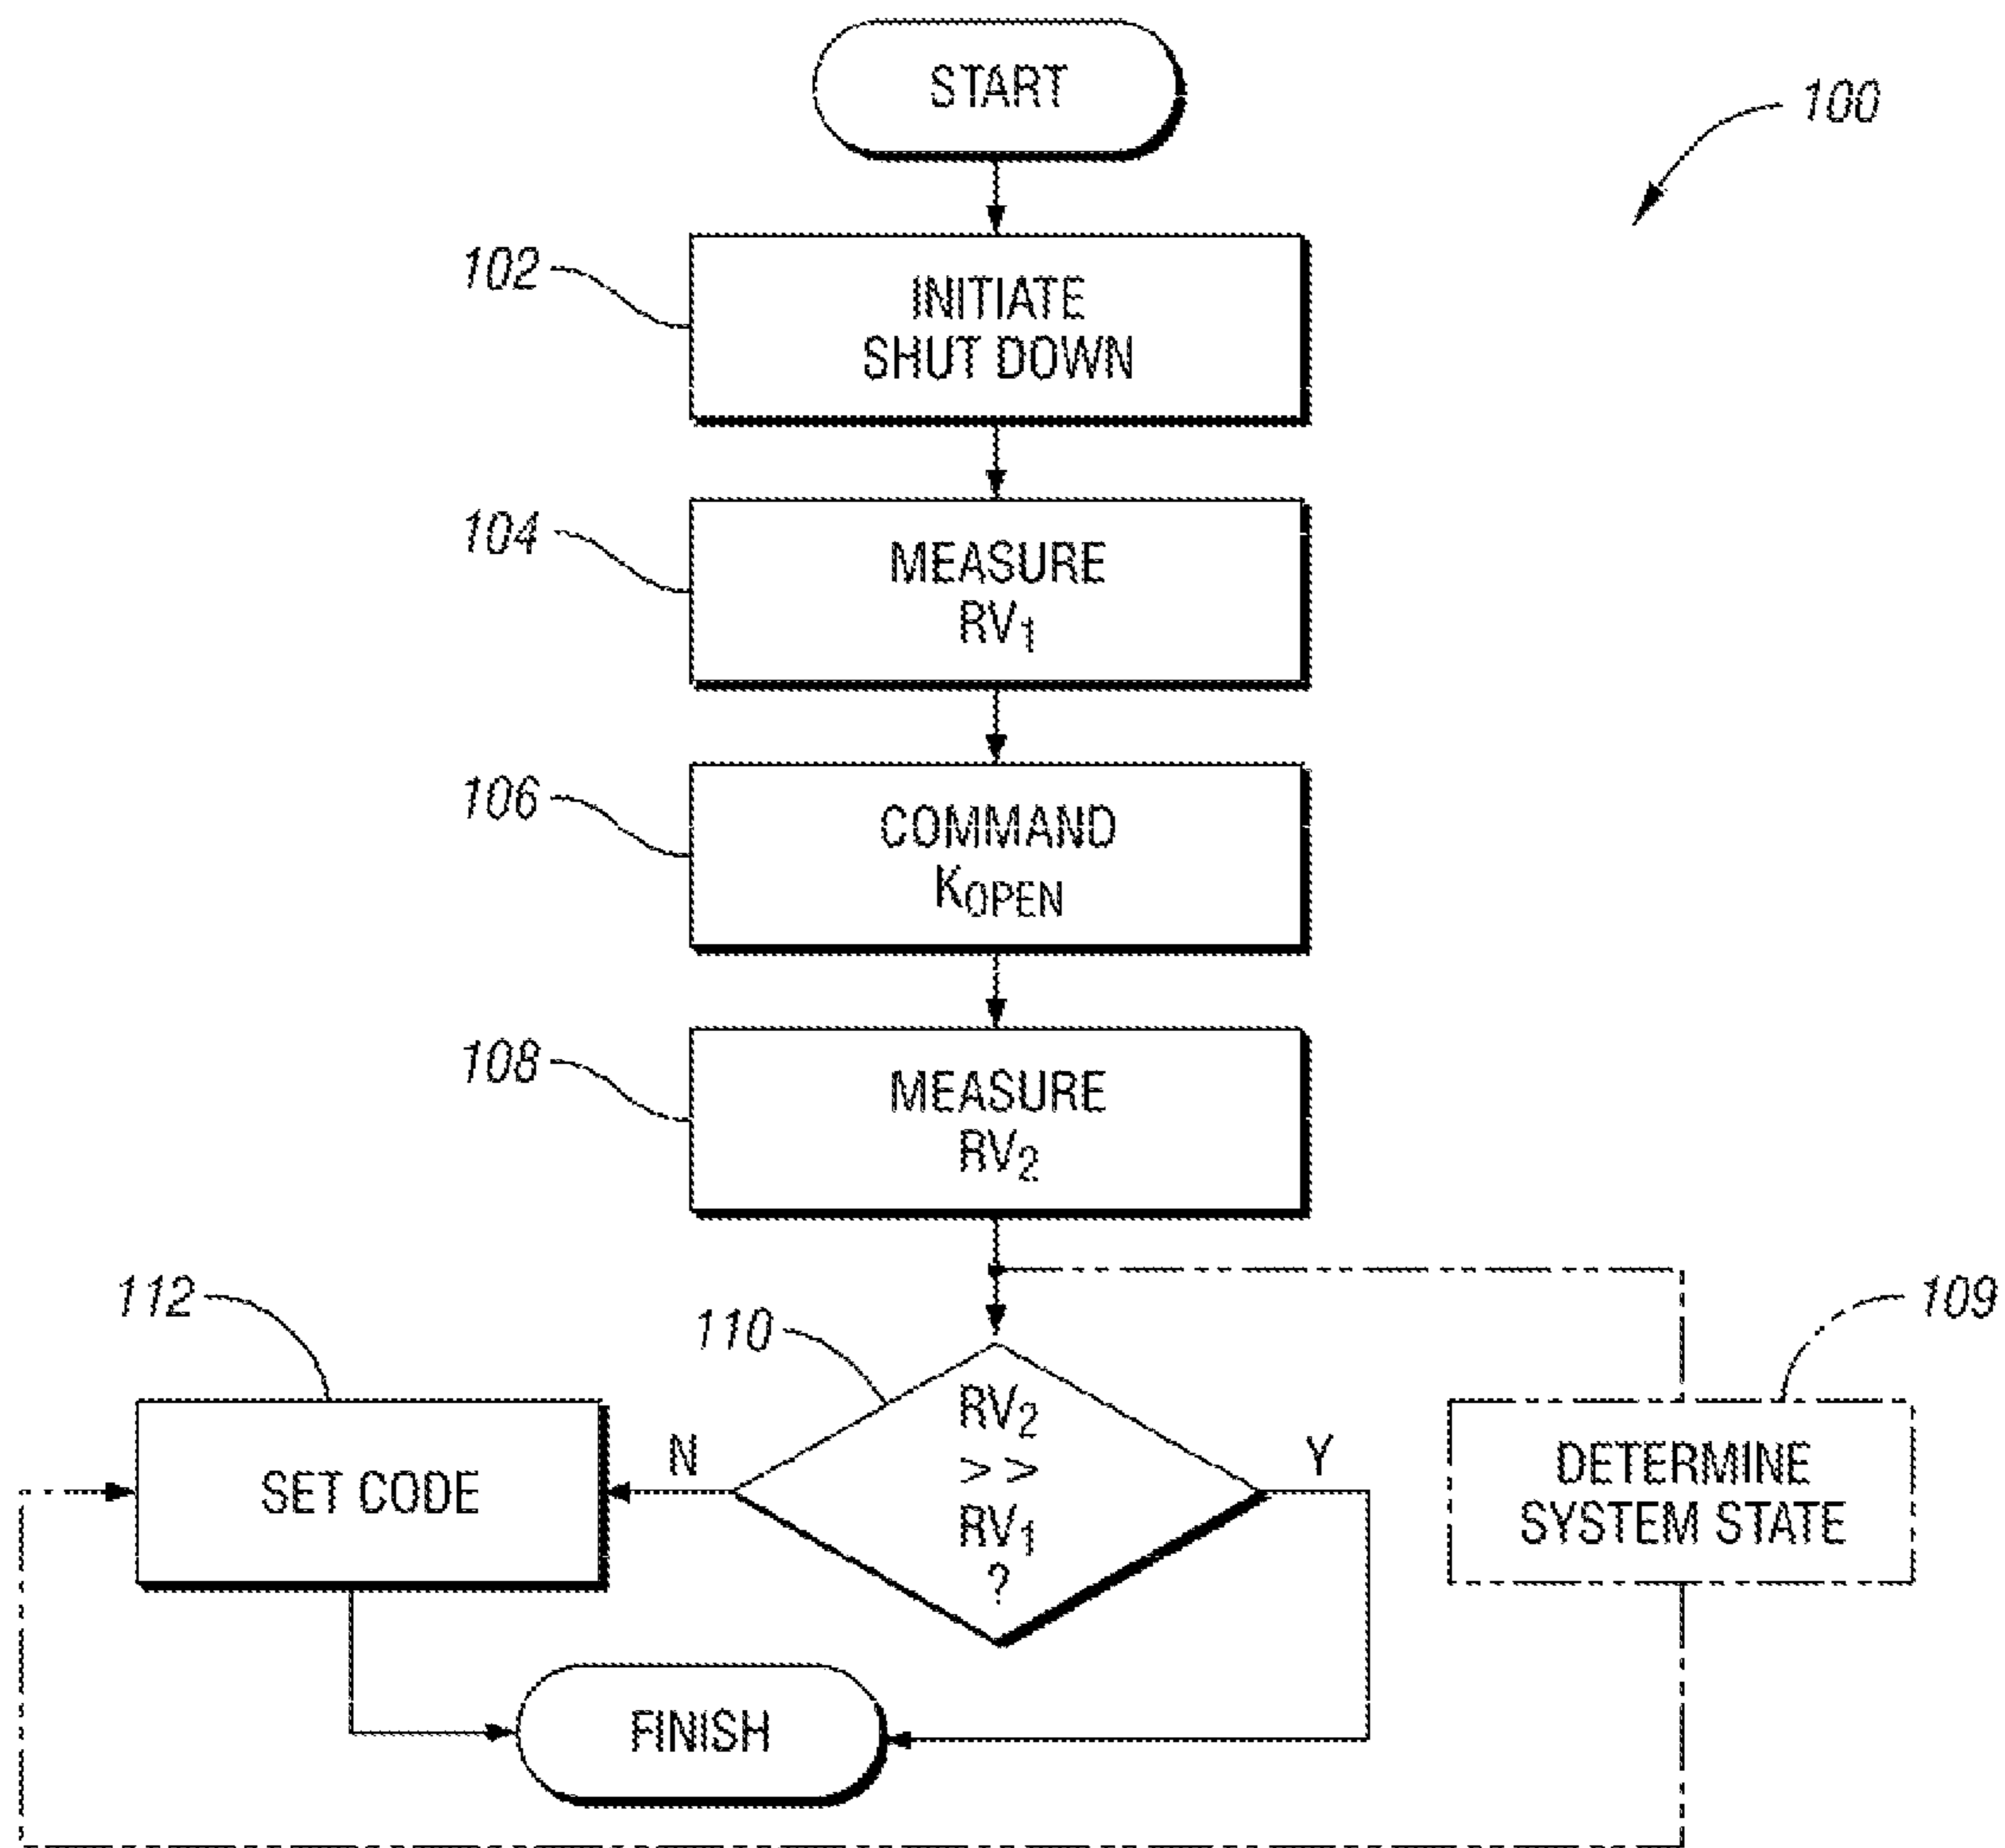 START
100
102
INITIATE
SHUT DOWN
104
MEASURE
RV₁
106
COMMAND
K_OPEN
108
MEASURE
RV₂
112
110
109
RV₂
>>
RV₁
?
N
Y
SET CODE
DETERMINE
SYSTEM STATE
FINISH